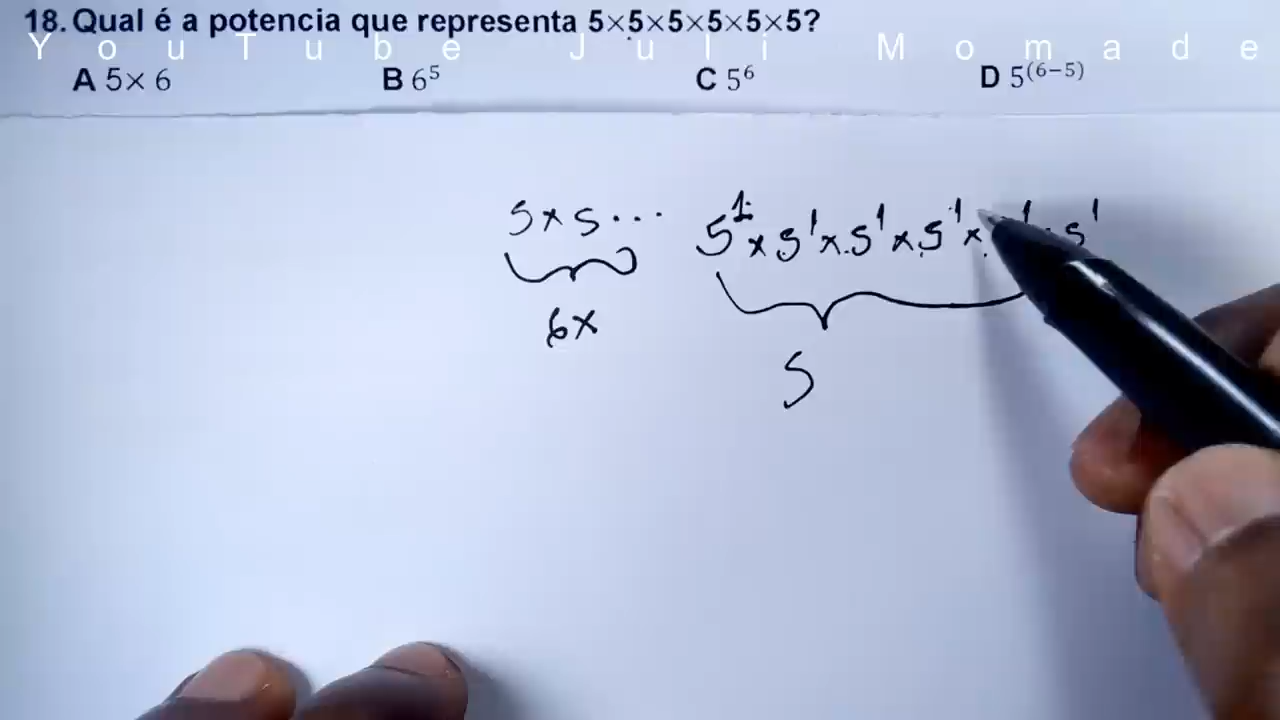 18. Qual é a potencia que representa 5×5×5×5×5×5?
YouTube Juli Momade
A 5× 6 B 6⁵ C 5⁶ D 5⁽⁶⁻⁵⁾
5×5... 5¹×5¹×5¹×5¹× ¹ 5¹
6×
5